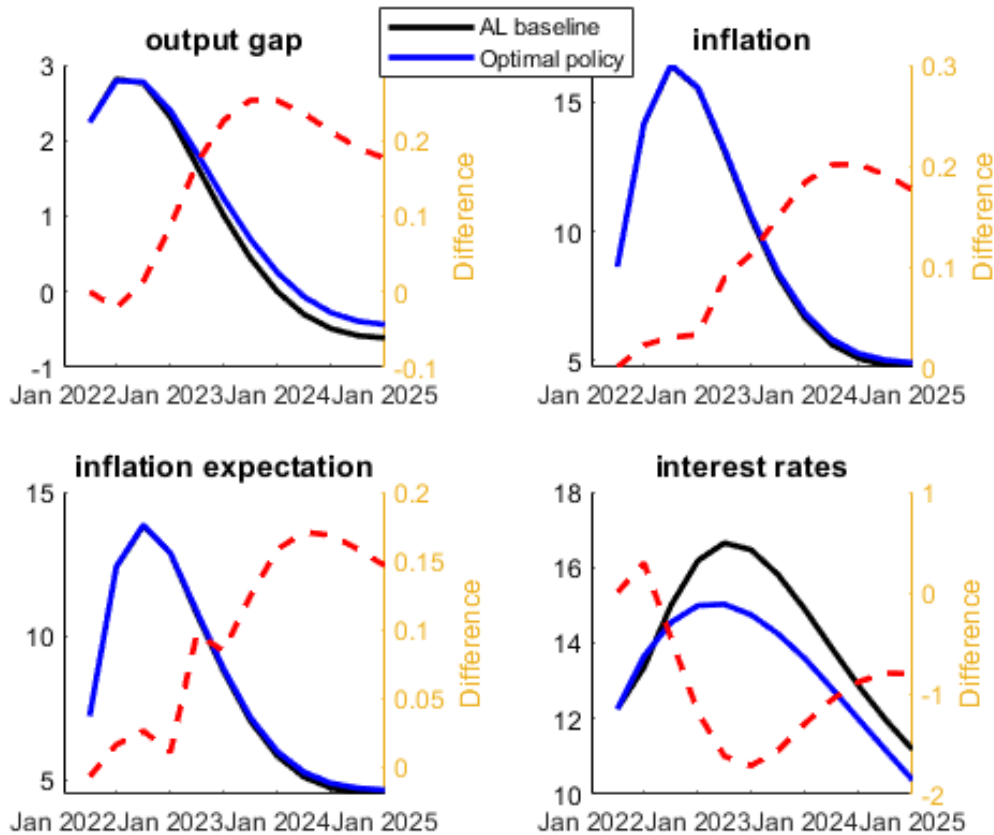 AL baseline
Optimal policy
output gap
3
2
1
0
-1
0.2
0.1
0
-0.1
Difference
Jan 2022Jan 2023Jan 2024Jan 2025
inflation
15
10
5
0.3
0.2
0.1
0
Difference
Jan 2022Jan 2023Jan 2024Jan 2025
inflation expectation
15
10
5
0.2
0.15
0.1
0.05
0
Difference
Jan 2022Jan 2023Jan 2024Jan 2025
interest rates
18
16
14
12
10
1
0
-1
-2
Difference
Jan 2022Jan 2023Jan 2024Jan 2025